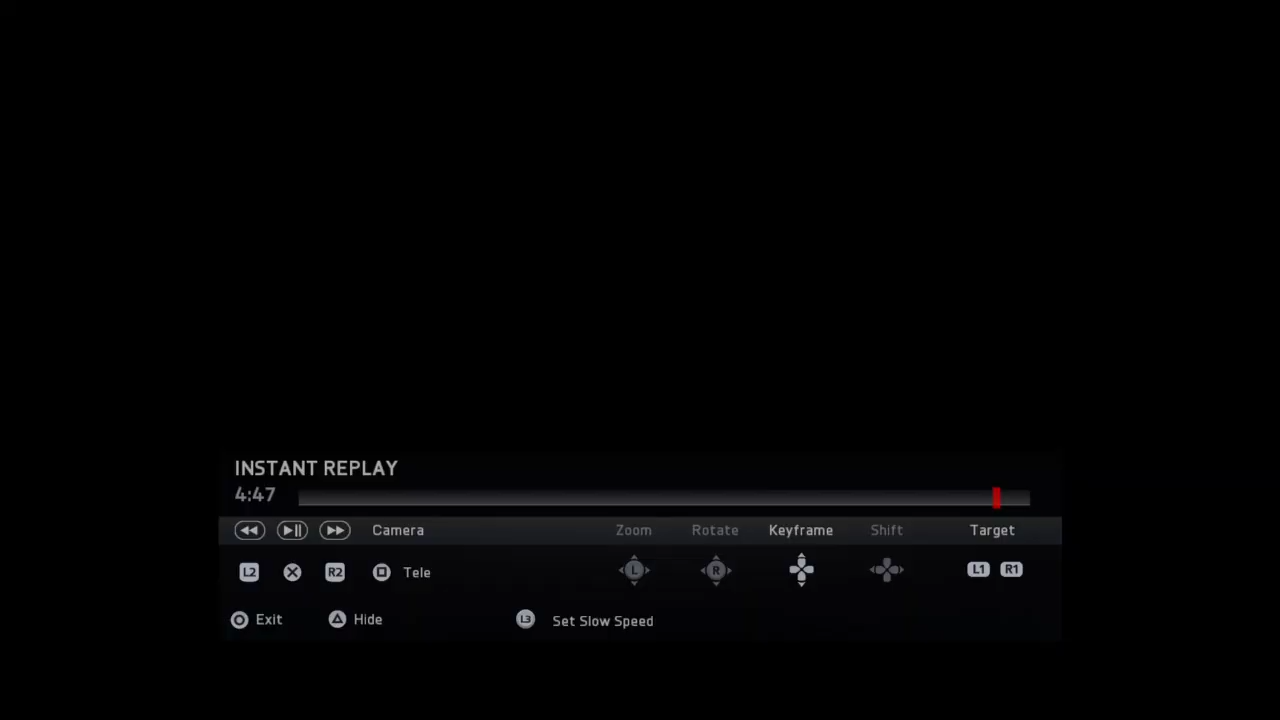 INSTANT REPLAY
4:47
Camera Zoom Rotate Keyframe Shift Target
L2 R2 Tele L R L1 R1
Exit Hide L3 Set Slow Speed